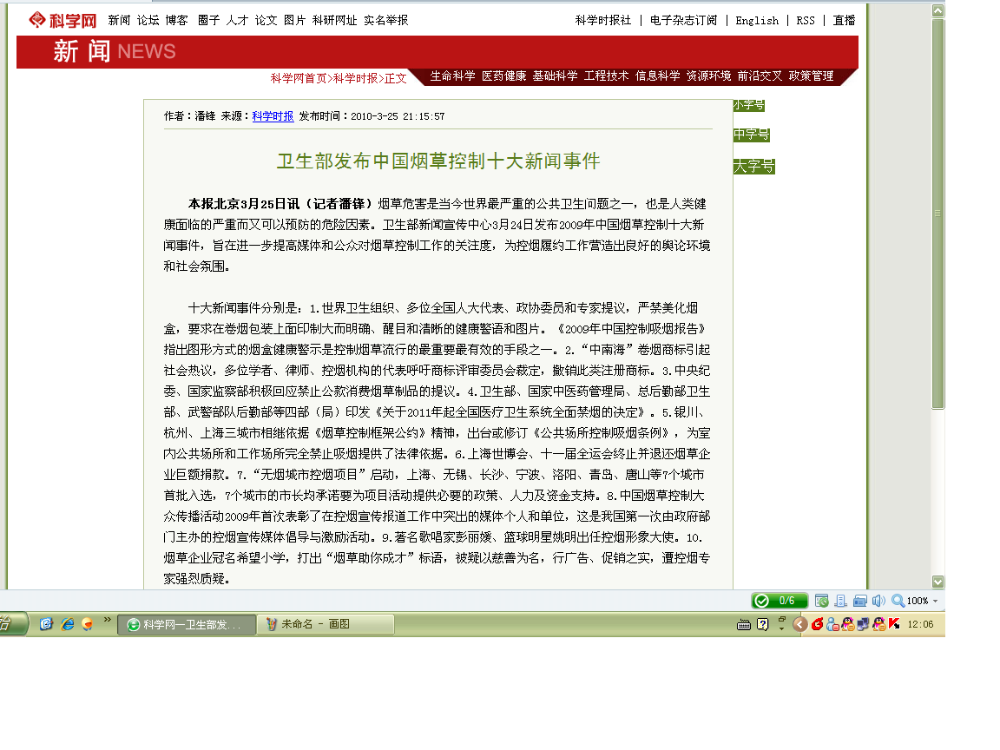 科学网 新闻 论坛 博客 圈子 人才 论文 图片 科研网址 实名举报 科学时报社 | 电子杂志订阅 | English | RSS | 直播
新 闻 NEWS
科学网首页>科学时报>正文 生命科学 医药健康 基础科学 工程技术 信息科学 资源环境 前沿交叉 政策管理
小字号
作者：潘锋 来源：科学时报 发布时间：2010-3-25 21:15:57
中字号
卫生部发布中国烟草控制十大新闻事件
大字号
本报北京3月25日讯（记者潘锋）烟草危害是当今世界最严重的公共卫生问题之一，也是人类健
康面临的严重而又可以预防的危险因素。卫生部新闻宣传中心3月24日发布2009年中国烟草控制十大新
闻事件，旨在进一步提高媒体和公众对烟草控制工作的关注度，为控烟履约工作营造出良好的舆论环境
和社会氛围。
十大新闻事件分别是：1.世界卫生组织、多位全国人大代表、政协委员和专家提议，严禁美化烟
盒，要求在卷烟包装上面印制大而明确、醒目和清晰的健康警语和图片。《2009年中国控制吸烟报告》
指出图形方式的烟盒健康警示是控制烟草流行的最重要最有效的手段之一。2.“中南海”卷烟商标引起
社会热议，多位学者、律师、控烟机构的代表呼吁商标评审委员会裁定，撤销此类注册商标。3.中央纪
委、国家监察部积极回应禁止公款消费烟草制品的提议。4.卫生部、国家中医药管理局、总后勤部卫生
部、武警部队后勤部等四部（局）印发《关于2011年起全国医疗卫生系统全面禁烟的决定》。5.银川、
杭州、上海三城市相继依据《烟草控制框架公约》精神，出台或修订《公共场所控制吸烟条例》，为室
内公共场所和工作场所完全禁止吸烟提供了法律依据。6.上海世博会、十一届全运会终止并退还烟草企
业巨额捐款。7.“无烟城市控烟项目”启动，上海、无锡、长沙、宁波、洛阳、青岛、唐山等7个城市
首批入选，7个城市的市长均承诺要为项目活动提供必要的政策、人力及资金支持。8.中国烟草控制大
众传播活动2009年首次表彰了在控烟宣传报道工作中突出的媒体个人和单位，这是我国第一次由政府部
门主办的控烟宣传媒体倡导与激励活动。9.著名歌唱家彭丽媛、篮球明星姚明出任控烟形象大使。10.
烟草企业冠名希望小学，打出“烟草助你成才”标语，被疑以慈善为名，行广告、促销之实，遭控烟专
家强烈质疑。
0/6 100%
始 科学网—卫生部发... 未命名 - 画图 12:06